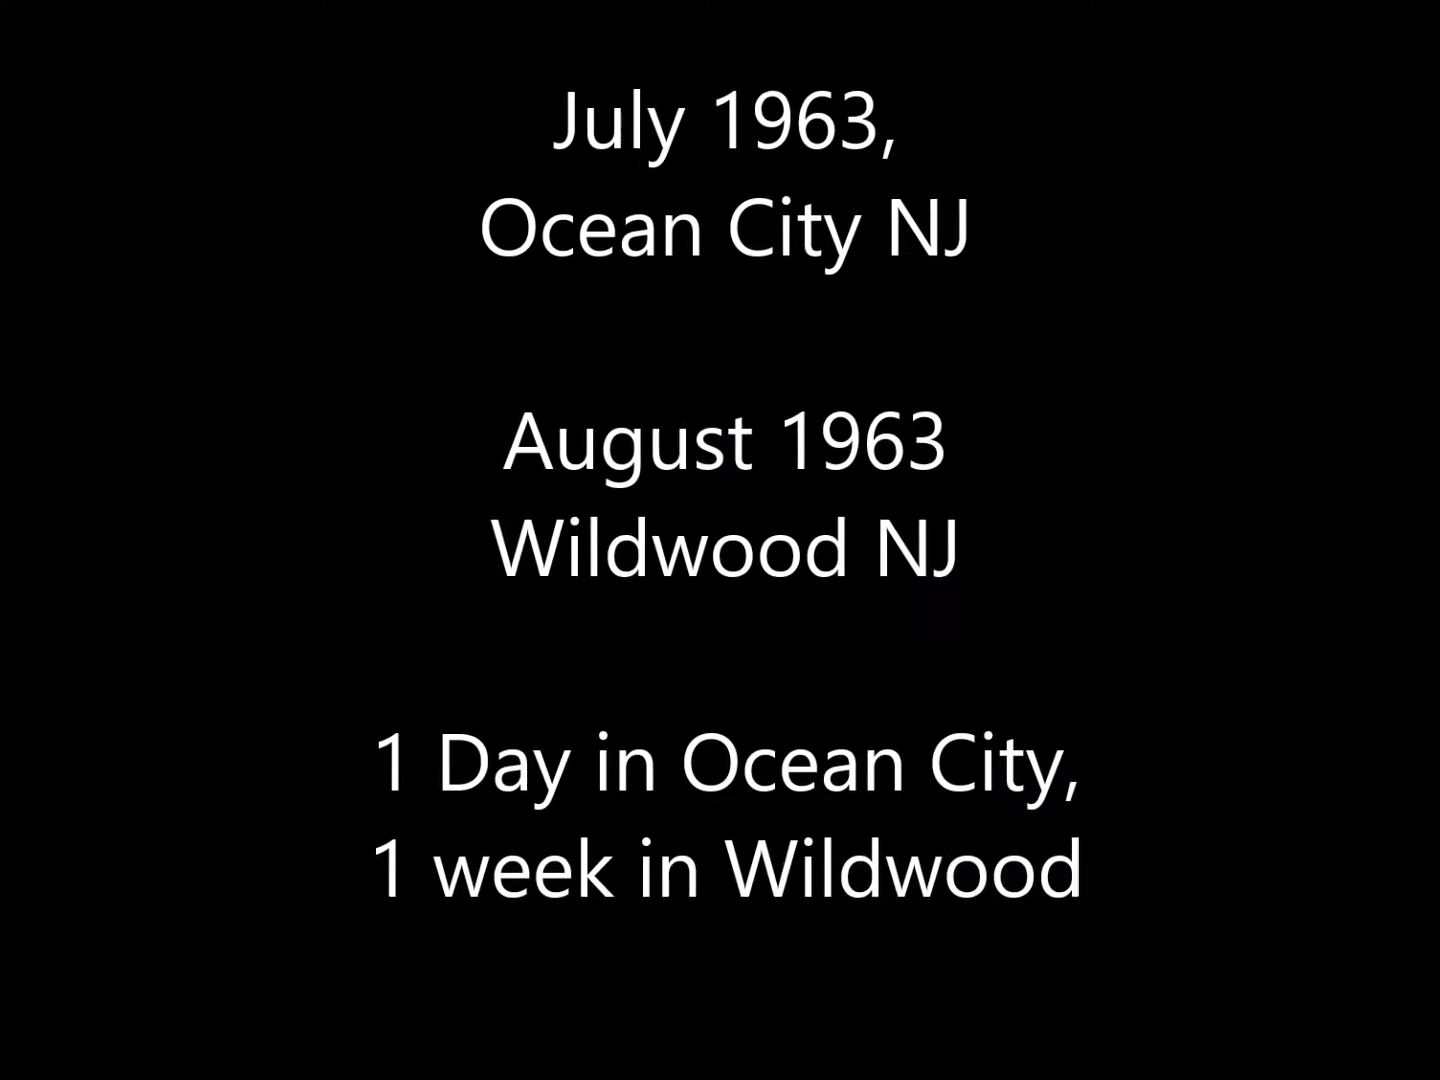 July 1963,
Ocean City NJ
August 1963
Wildwood NJ
1 Day in Ocean City,
1 week in Wildwood